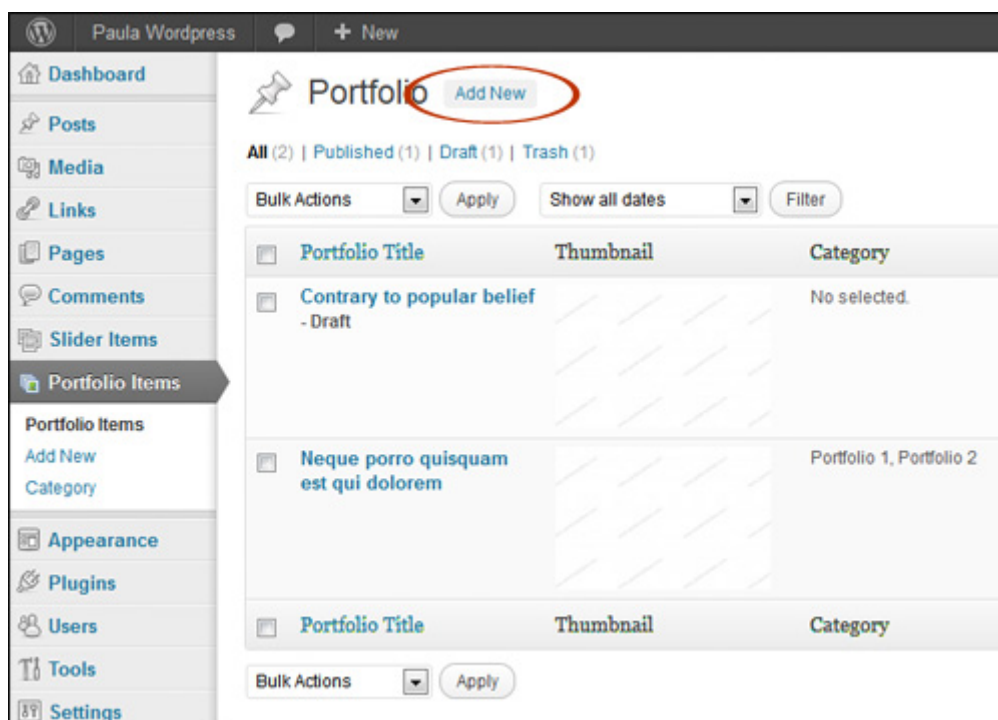 Paula Wordpress + New
Dashboard
Posts
Media
Links
Pages
Comments
Slider Items
Portfolio Items
Portfolio Items
Add New
Category
Appearance
Plugins
Users
Tools
Settings
Portfolio Add New
All (2) | Published (1) | Draft (1) | Trash (1)
Bulk Actions Apply Show all dates Filter
Portfolio Title Thumbnail Category
Contrary to popular belief No selected.
- Draft
Neque porro quisquam Portfolio 1, Portfolio 2
est qui dolorem
Portfolio Title Thumbnail Category
Bulk Actions Apply